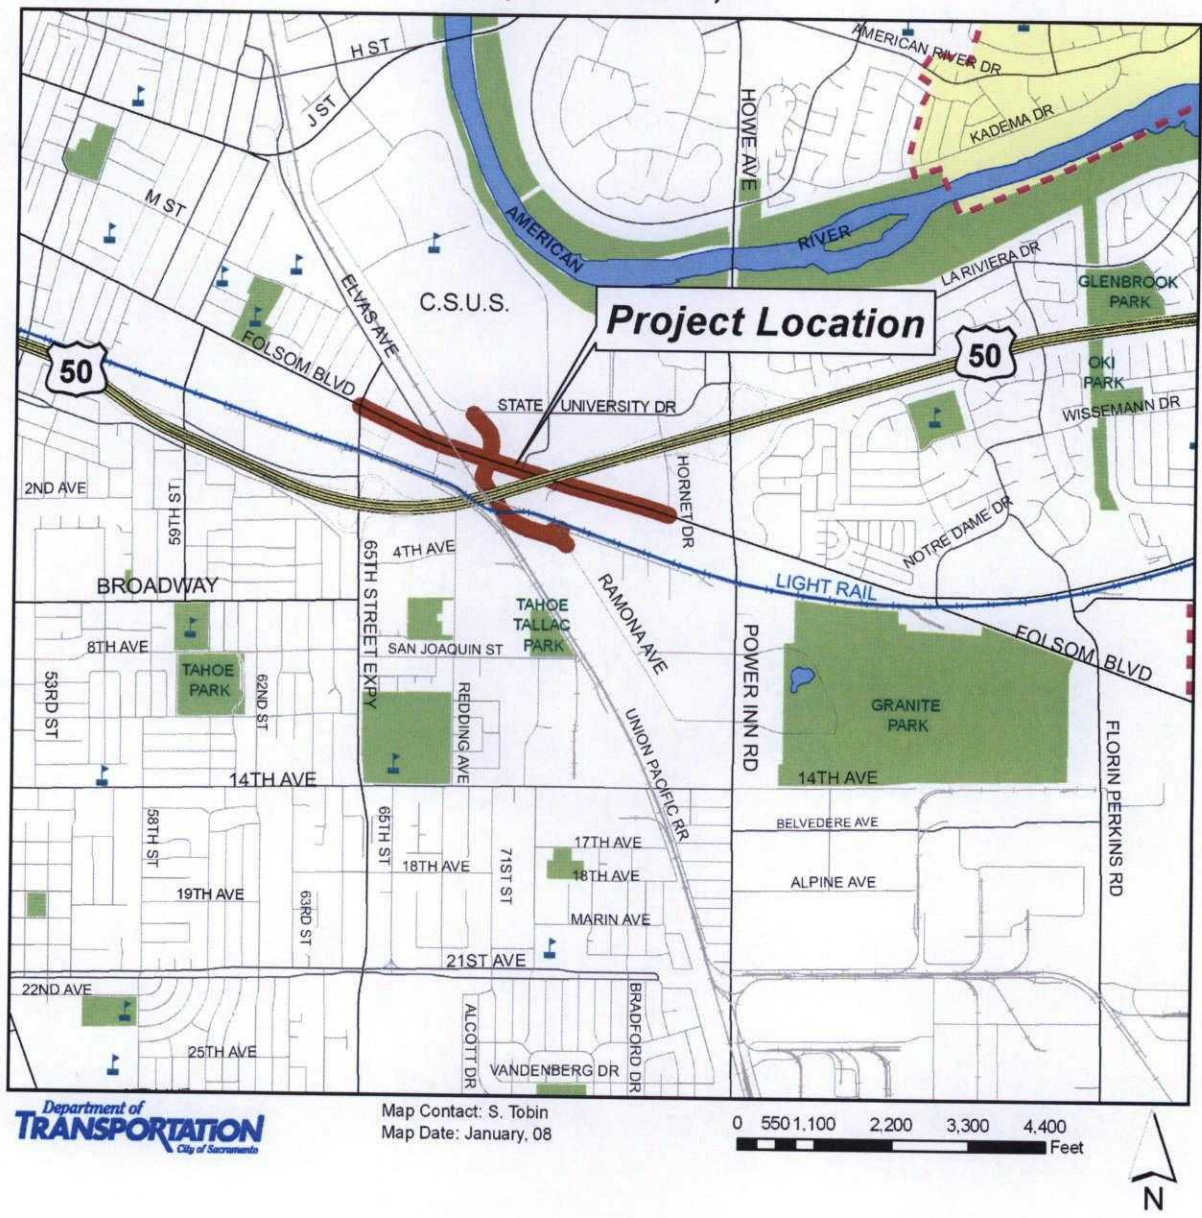 H ST
J ST
AMERICAN RIVER DR
HOWE AVE
KADEMA DR
M ST
AMERICAN
RIVER
LA RIVIERA DR
GLENBROOK
PARK
ELVAS AVE
C.S.U.S.
Project Location
50
50
FOLSOM BLVD
OKI
PARK
STATE UNIVERSITY DR
WISSEMANN DR
HORNET DR
2ND AVE
59TH ST
NOTRE DAME DR
4TH AVE
65TH STREET EXPY
BROADWAY
LIGHT RAIL
RAMONA AVE
TAHOE
TALLAC
PARK
8TH AVE
SAN JOAQUIN ST
FOLSOM BLVD
TAHOE
PARK
53RD ST
62ND ST
REDDING AVE
POWER INN RD
GRANITE
PARK
UNION PACIFIC RR
14TH AVE
14TH AVE
FLORIN PERKINS RD
58TH ST
65TH ST
BELVEDERE AVE
17TH AVE
71ST ST
18TH AVE
18TH AVE
ALPINE AVE
19TH AVE
63RD ST
MARIN AVE
21ST AVE
22ND AVE
ALCOTT DR
BRADFORD DR
25TH AVE
VANDENBERG DR
Department of
TRANSPORTATION
City of Sacramento
Map Contact: S. Tobin
Map Date: January, 08
0 550 1,100 2,200 3,300 4,400
Feet
N